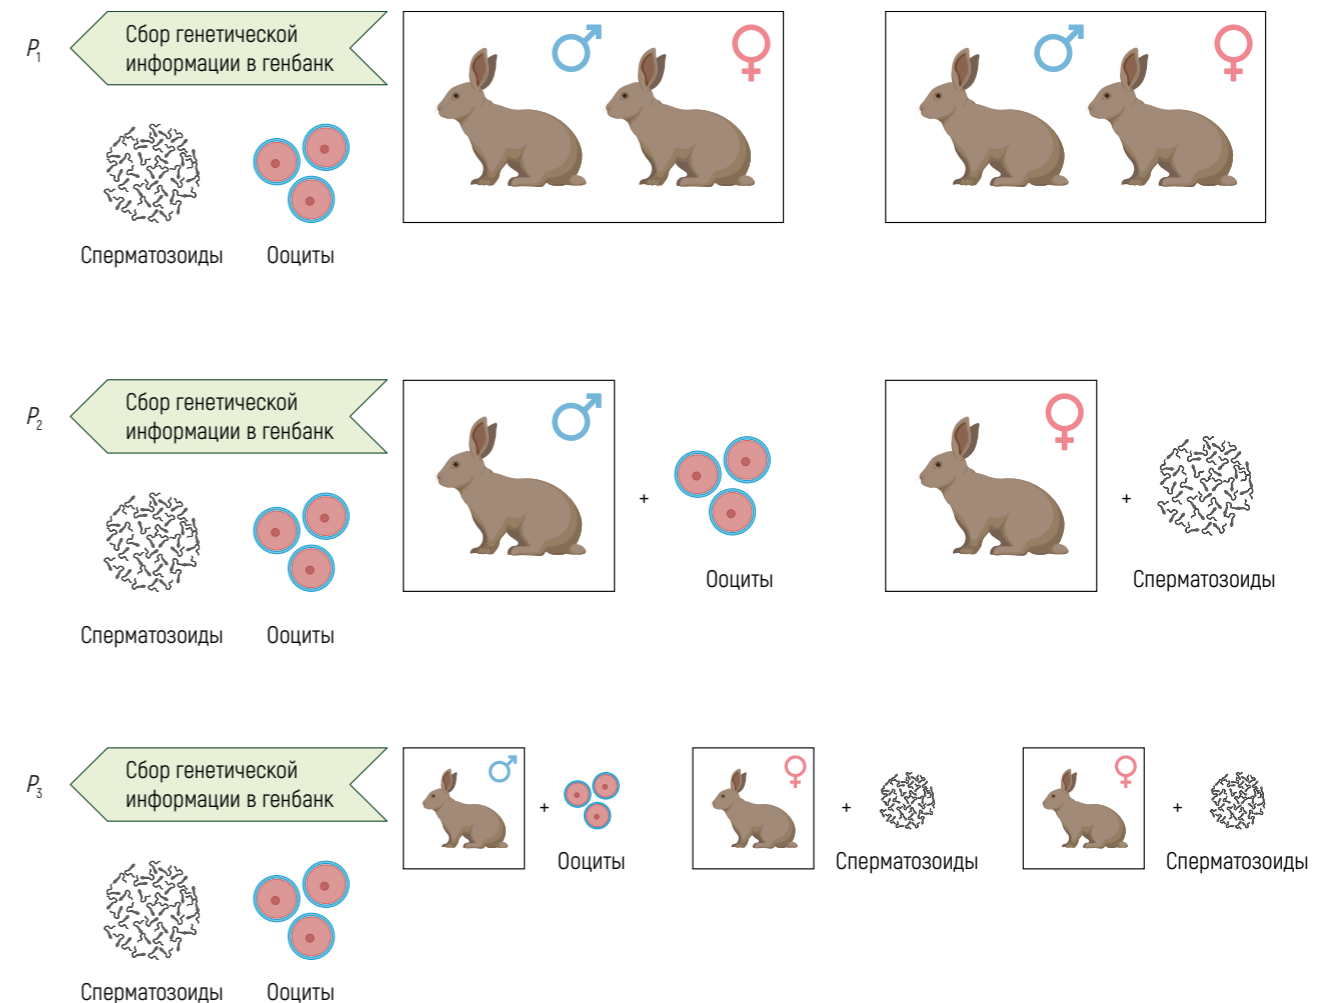 P1
Сбор генетической
информации в генбанк
Сперматозоиды
Ооциты
P2
Сбор генетической
информации в генбанк
+
+
Ооциты
Сперматозоиды
Сперматозоиды
Ооциты
P3
Сбор генетической
информации в генбанк
+
+
+
Ооциты
Сперматозоиды
Сперматозоиды
Сперматозоиды
Ооциты